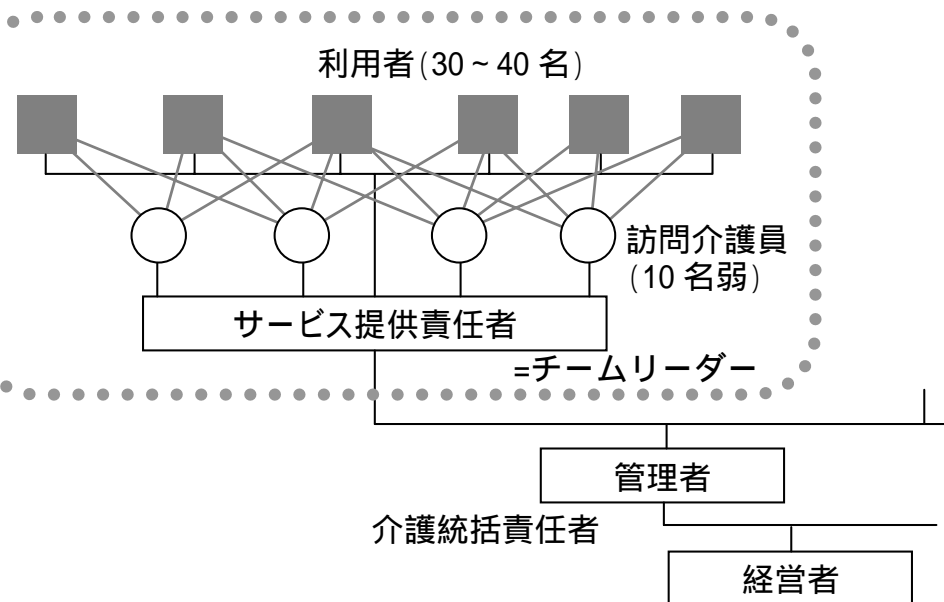 利用者(30~40名)
訪問介護員
(10名弱)
サービス提供責任者
=チームリーダー
管理者
介護統括責任者
経営者